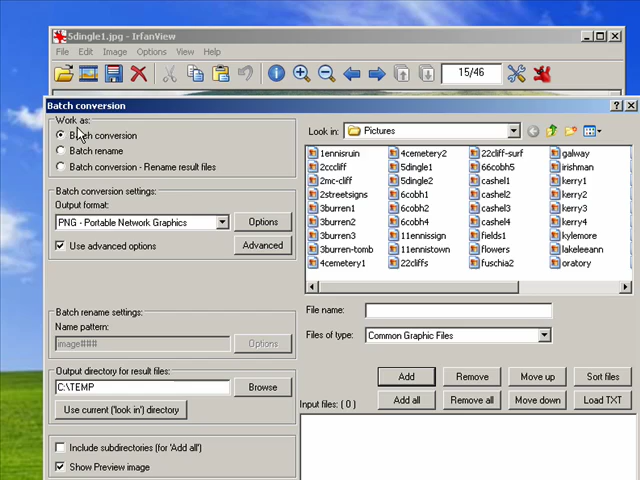 5dingle1.jpg - IrfanView
File Edit Image Options View Help
15/46
Batch conversion
Work as:
Batch conversion
Batch rename
Batch conversion - Rename result files
Batch conversion settings:
Output format:
PNG - Portable Network Graphics
Options
Use advanced options
Advanced
Batch rename settings:
Name pattern:
image###
Options
Output directory for result files:
C:\TEMP
Browse
Use current ('look in') directory
Include subdirectories (for 'Add all')
Show Preview image
Look in:
Pictures
1ennisruin 4cemetery2 22cliff-surf galway
2cccliff 5dingle1 66cobh5 irishman
2mc-cliff 5dingle2 cashel1 kerry1
2streetsigns 6cobh1 cashel2 kerry2
3burren1 6cobh2 cashel3 kerry3
3burren2 6cobh1 cashel4 kerry4
3burren3 11ennissign fields1 kylemore
3burren-tomb 11ennistown flowers lakeleeann
4cemetery1 22cliffs fuschia2 oratory
File name:
Files of type:
Common Graphic Files
Add Remove Move up Sort files
Add all Remove all Move down Load TXT
Input files: ( 0 )